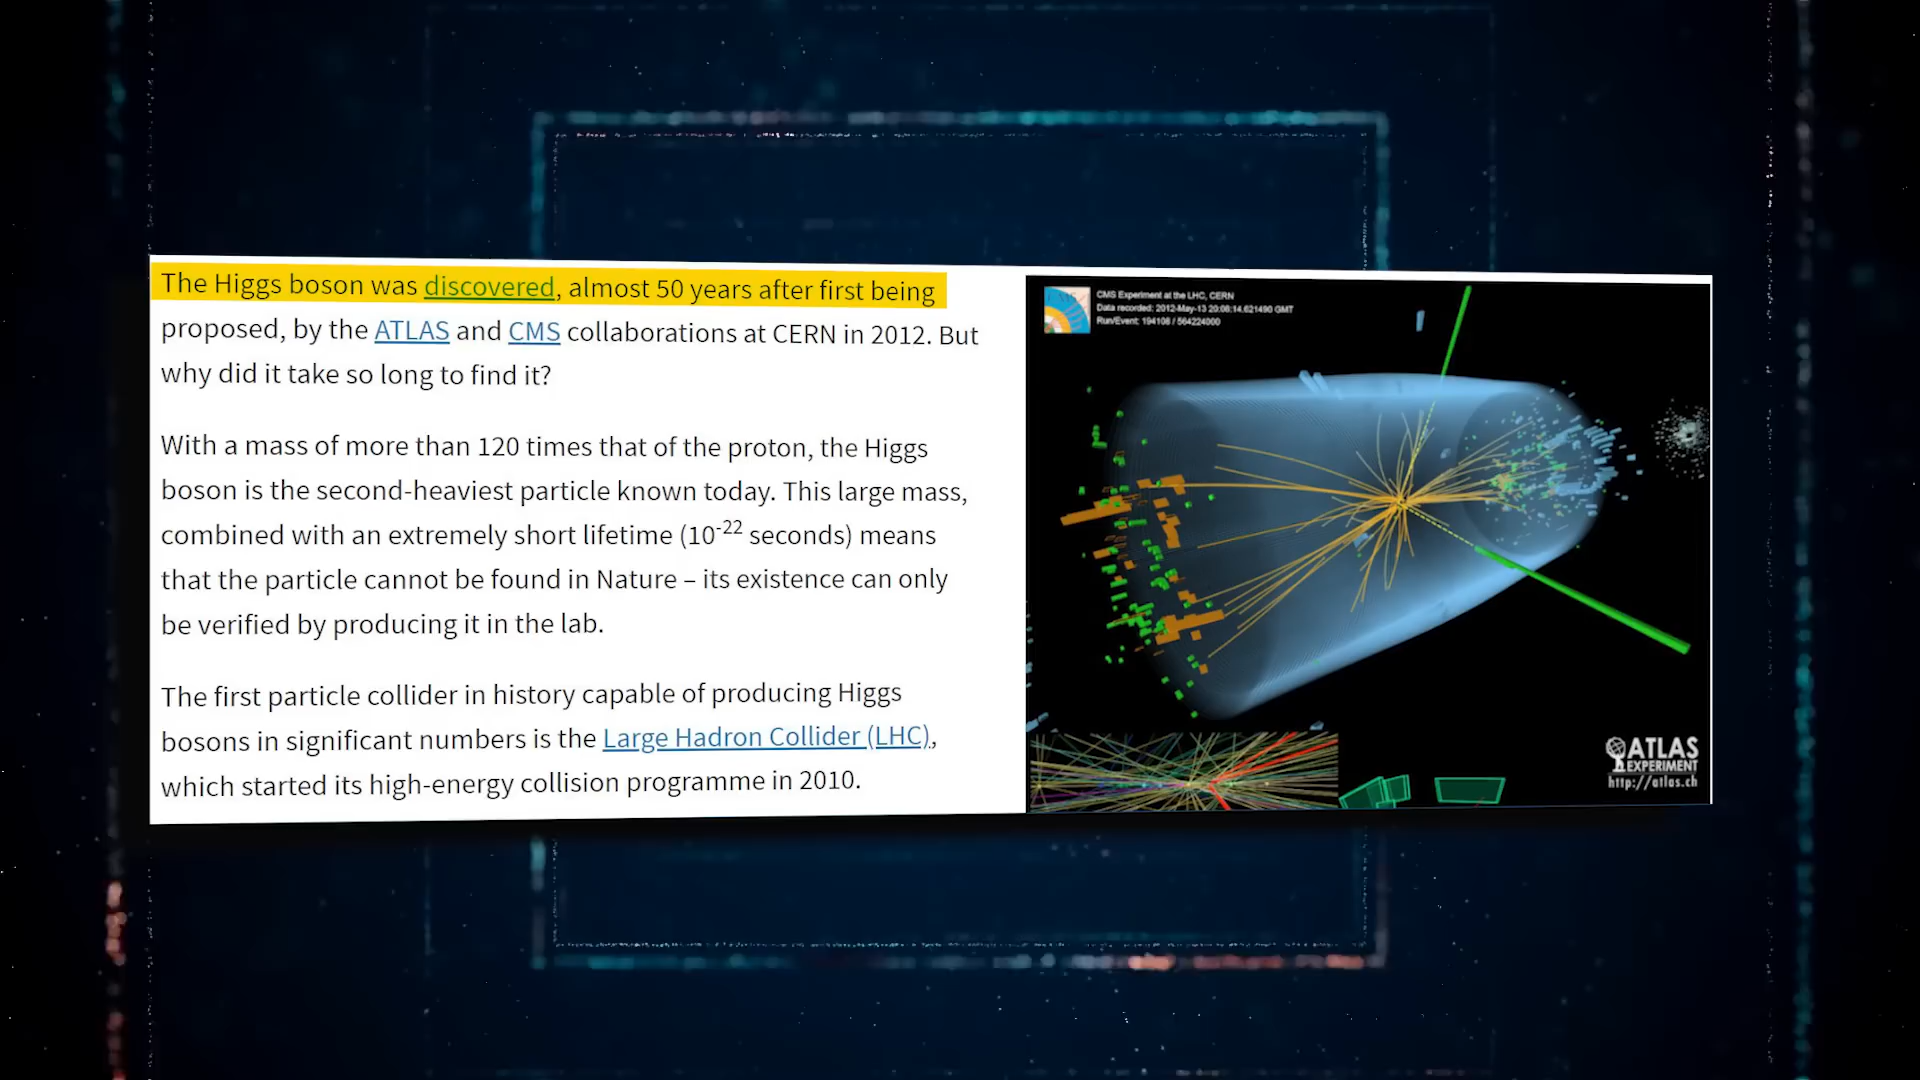 The Higgs boson was discovered, almost 50 years after first being
proposed, by the ATLAS and CMS collaborations at CERN in 2012. But
why did it take so long to find it?
With a mass of more than 120 times that of the proton, the Higgs
boson is the second-heaviest particle known today. This large mass,
combined with an extremely short lifetime (10-22 seconds) means
that the particle cannot be found in Nature – its existence can only
be verified by producing it in the lab.
The first particle collider in history capable of producing Higgs
bosons in significant numbers is the Large Hadron Collider (LHC),
which started its high-energy collision programme in 2010.
CMS
CMS Experiment at the LHC, CERN
Data recorded: 2012-May-13 20:08:14.621490 GMT
Run/Event: 194108 / 564224000
ATLAS
EXPERIMENT
http://atlas.ch